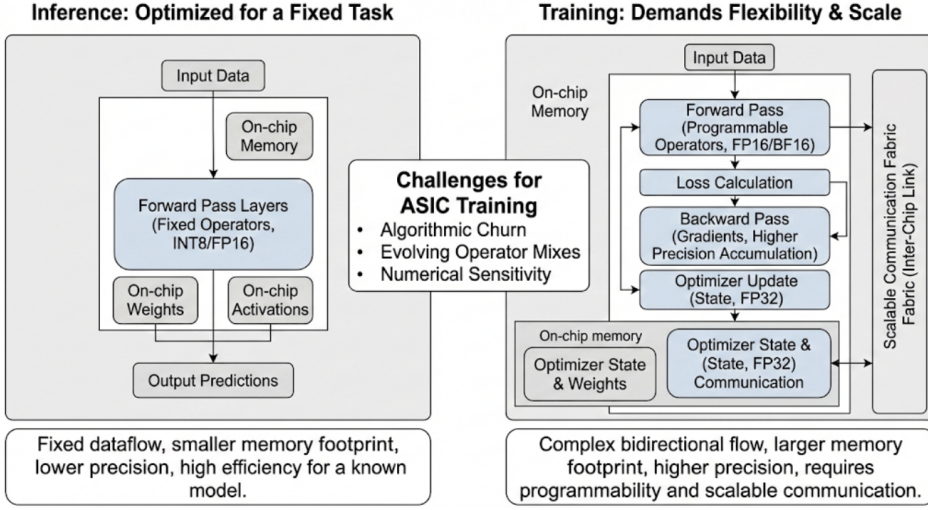 Inference: Optimized for a Fixed Task
Input Data
On-chip
Memory
Forward Pass Layers
(Fixed Operators,
INT8/FP16)
On-chip
Weights
On-chip
Activations
Output Predictions
Fixed dataflow, smaller memory footprint,
lower precision, high efficiency for a known
model.
Challenges for
ASIC Training
• Algorithmic Churn
• Evolving Operator Mixes
• Numerical Sensitivity
Training: Demands Flexibility & Scale
Input Data
On-chip
Memory
Forward Pass
(Programmable
Operators, FP16/BF16)
Loss Calculation
Backward Pass
(Gradients, Higher
Precision Accumulation)
Optimizer Update
(State, FP32)
On-chip memory
Optimizer State
& Weights
Optimizer State &
(State, FP32)
Communication
Scalable Communication Fabric
Fabric (Inter-Chip Link)
Complex bidirectional flow, larger memory
footprint, higher precision, requires
programmability and scalable communication.